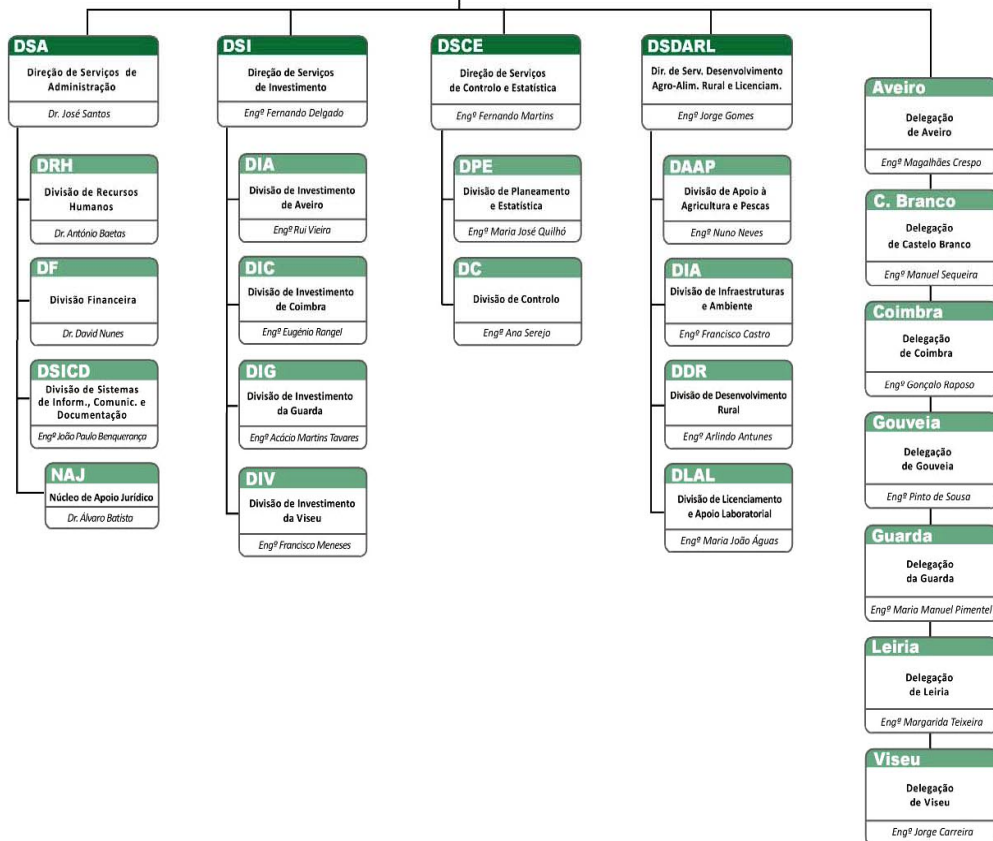 DSA
Direção de Serviços de
Administração
Dr. José Santos
DRH
Divisão de Recursos
Humanos
Dr. António Baetas
DF
Divisão Financeira
Dr. David Nunes
DSICD
Divisão de Sistemas
de Inform., Comunic. e
Documentação
Engº João Paulo Benquerança
NAJ
Núcleo de Apoio Jurídico
Dr. Álvaro Batista
DSI
Direção de Serviços
de Investimento
Engº Fernando Delgado
DIA
Divisão de Investimento
de Aveiro
Engº Rui Vieira
DIC
Divisão de Investimento
de Coimbra
Engº Eugénio Rangel
DIG
Divisão de Investimento
da Guarda
Engº Acácio Martins Tavares
DIV
Divisão de Investimento
da Viseu
Engº Francisco Meneses
DSCE
Direção de Serviços
de Controlo e Estatística
Engº Fernando Martins
DPE
Divisão de Planeamento
e Estatística
Engª Maria José Quilhó
DC
Divisão de Controlo
Engª Ana Serejo
DSDARL
Dir. de Serv. Desenvolvimento
Agro-Alim. Rural e Licenciam.
Engº Jorge Gomes
DAAP
Divisão de Apoio à
Agricultura e Pescas
Engº Nuno Neves
DIA
Divisão de Infraestruturas
e Ambiente
Engº Francisco Castro
DDR
Divisão de Desenvolvimento
Rural
Engº Arlindo Antunes
DLAL
Divisão de Licenciamento
e Apoio Laboratorial
Engª Maria João Águas
Aveiro
Delegação
de Aveiro
Engº Magalhães Crespo
C. Branco
Delegação
de Castelo Branco
Engº Manuel Sequeira
Coimbra
Delegação
de Coimbra
Engº Gonçalo Raposo
Gouveia
Delegação
de Gouveia
Engº Pinto de Sousa
Guarda
Delegação
da Guarda
Engª Maria Manuel Pimentel
Leiria
Delegação
de Leiria
Engª Margarida Teixeira
Viseu
Delegação
de Viseu
Engº Jorge Carreira